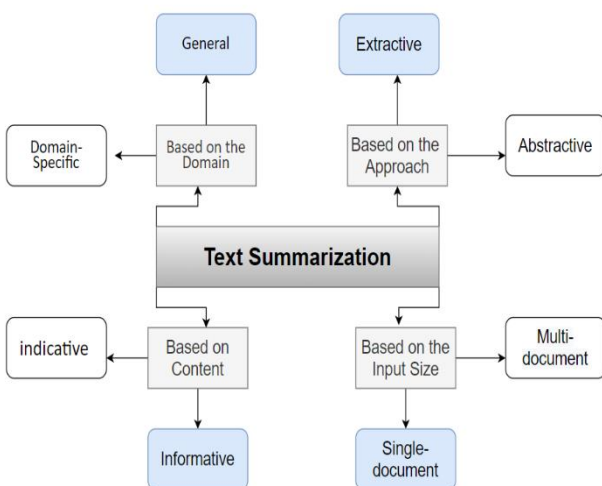 General
Extractive
Domain-
Specific
Based on the
Domain
Based on the
Approach
Abstractive
Text Summarization
indicative
Based on
Content
Based on the
Input Size
Multi-
document
Informative
Single-
document